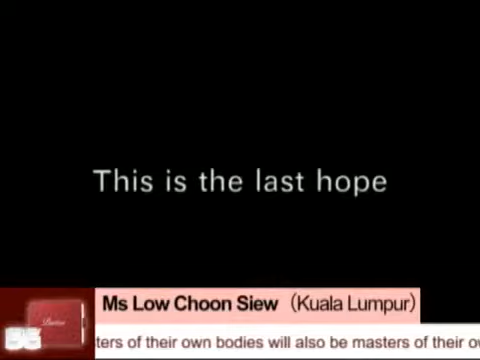 This is the last hope
Ms Low Choon Siew （Kuala Lumpur）
ters of their own bodies will also be masters of their ow